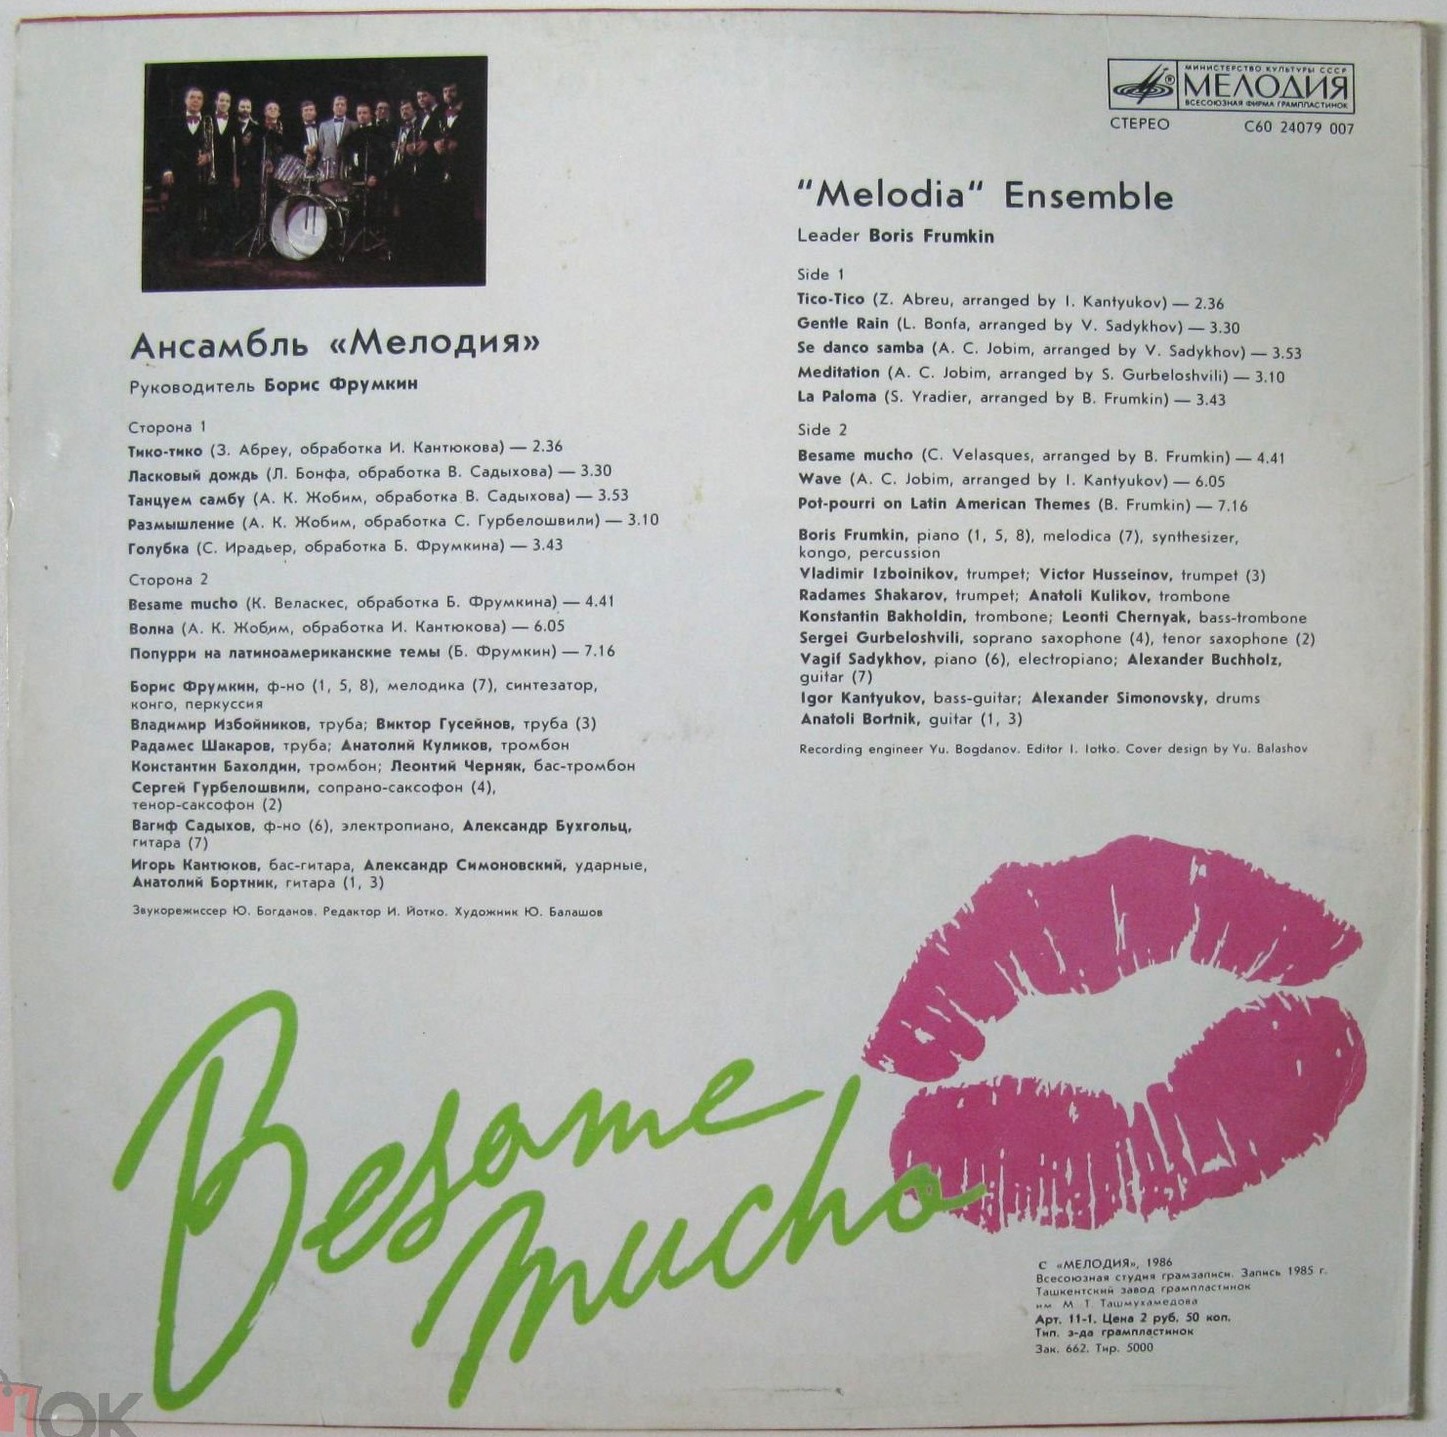 МИНИСТЕРСТВО КУЛЬТУРЫ СССР
МЕЛОДИЯ
ВСЕСОЮЗНАЯ ФИРМА ГРАМПЛАСТИНОК
СТЕРЕО
С60 24079 007
Ансамбль «Мелодия»
Руководитель Борис Фрумкин
Сторона 1
Тико-тико (З. Абреу, обработка И. Кантюкова) — 2.36
Ласковый дождь (Л. Бонфа, обработка В. Садыхова) — 3.30
Танцуем самбу (А. К. Жобим, обработка В. Садыхова) — 3.53
Размышление (А. К. Жобим, обработка С. Гурбелошвили) — 3.10
Голубка (С. Ирадьер, обработка Б. Фрумкина) — 3.43
Сторона 2
Besame mucho (К. Веласкес, обработка Б. Фрумкина) — 4.41
Волна (А. К. Жобим, обработка И. Кантюкова) — 6.05
Попурри на латиноамериканские темы (Б. Фрумкин) — 7.16
Борис Фрумкин, ф-но (1, 5, 8), мелодика (7), синтезатор,
конго, перкуссия
Владимир Избойников, труба; Виктор Гусейнов, труба (3)
Радамес Шакаров, труба; Анатолий Куликов, тромбон
Константин Бахолдин, тромбон; Леонтий Черняк, бас-тромбон
Сергей Гурбелошвили, сопрано-саксофон (4),
тенор-саксофон (2)
Вагиф Садыхов, ф-но (6), электропиано, Александр Бухгольц,
гитара (7)
Игорь Кантюков, бас-гитара, Александр Симоновский, ударные,
Анатолий Бортник, гитара (1, 3)
Звукорежиссер Ю. Богданов. Редактор И. Йотко. Художник Ю. Балашов
"Melodia" Ensemble
Leader Boris Frumkin
Side 1
Tico-Tico (Z. Abreu, arranged by I. Kantyukov) — 2.36
Gentle Rain (L. Bonfa, arranged by V. Sadykhov) — 3.30
Se danco samba (A. C. Jobim, arranged by V. Sadykhov) — 3.53
Meditation (A. C. Jobim, arranged by S. Gurbeloshvili) — 3.10
La Paloma (S. Yradier, arranged by B. Frumkin) — 3.43
Side 2
Besame mucho (C. Velasques, arranged by B. Frumkin) — 4.41
Wave (A. C. Jobim, arranged by I. Kantyukov) — 6.05
Pot-pourri on Latin American Themes (B. Frumkin) — 7.16
Boris Frumkin, piano (1, 5, 8), melodica (7), synthesizer,
kongo, percussion
Vladimir Izboinikov, trumpet; Victor Husseinov, trumpet (3)
Radames Shakarov, trumpet; Anatoli Kulikov, trombone
Konstantin Bakholdin, trombone; Leonti Chernyak, bass-trombone
Sergei Gurbeloshvili, soprano saxophone (4), tenor saxophone (2)
Vagif Sadykhov, piano (6), electropiano; Alexander Buchholz,
guitar (7)
Igor Kantyukov, bass-guitar; Alexander Simonovsky, drums
Anatoli Bortnik, guitar (1, 3)
Recording engineer Yu. Bogdanov. Editor I. Iotko. Cover design by Yu. Balashov
Besame
mucho
С «МЕЛОДИЯ», 1986
Всесоюзная студия грамзаписи. Запись 1985 г.
Ташкентский завод грампластинок
им М. Т. Ташмухамедова
Арт. 11-1. Цена 2 руб. 50 коп.
Тип. з-да грампластинок
Зак. 662. Тир. 5000
ОК